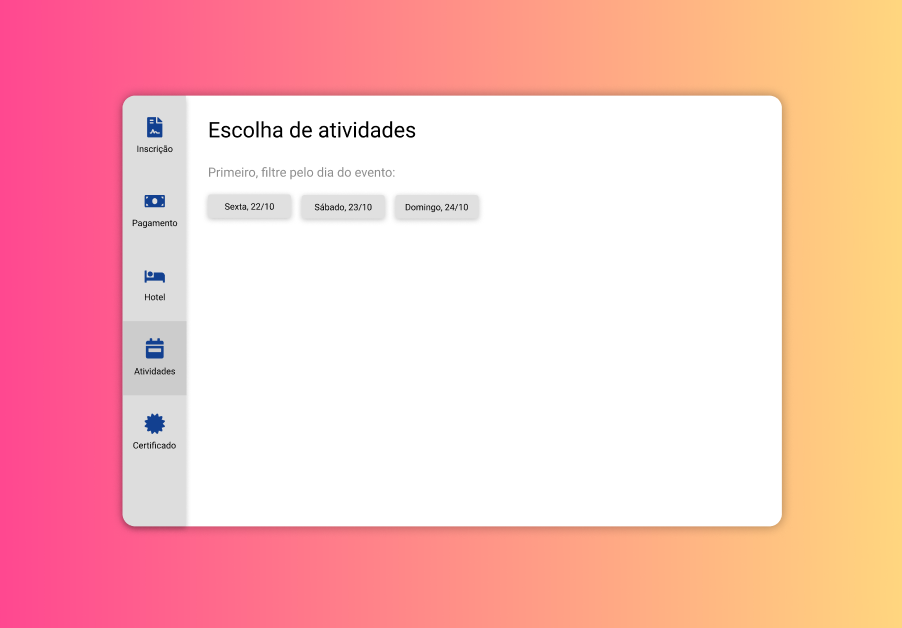 Inscrição
Pagamento
Hotel
Atividades
Certificado
Escolha de atividades
Primeiro, filtre pelo dia do evento:
Sexta, 22/10
Sábado, 23/10
Domingo, 24/10